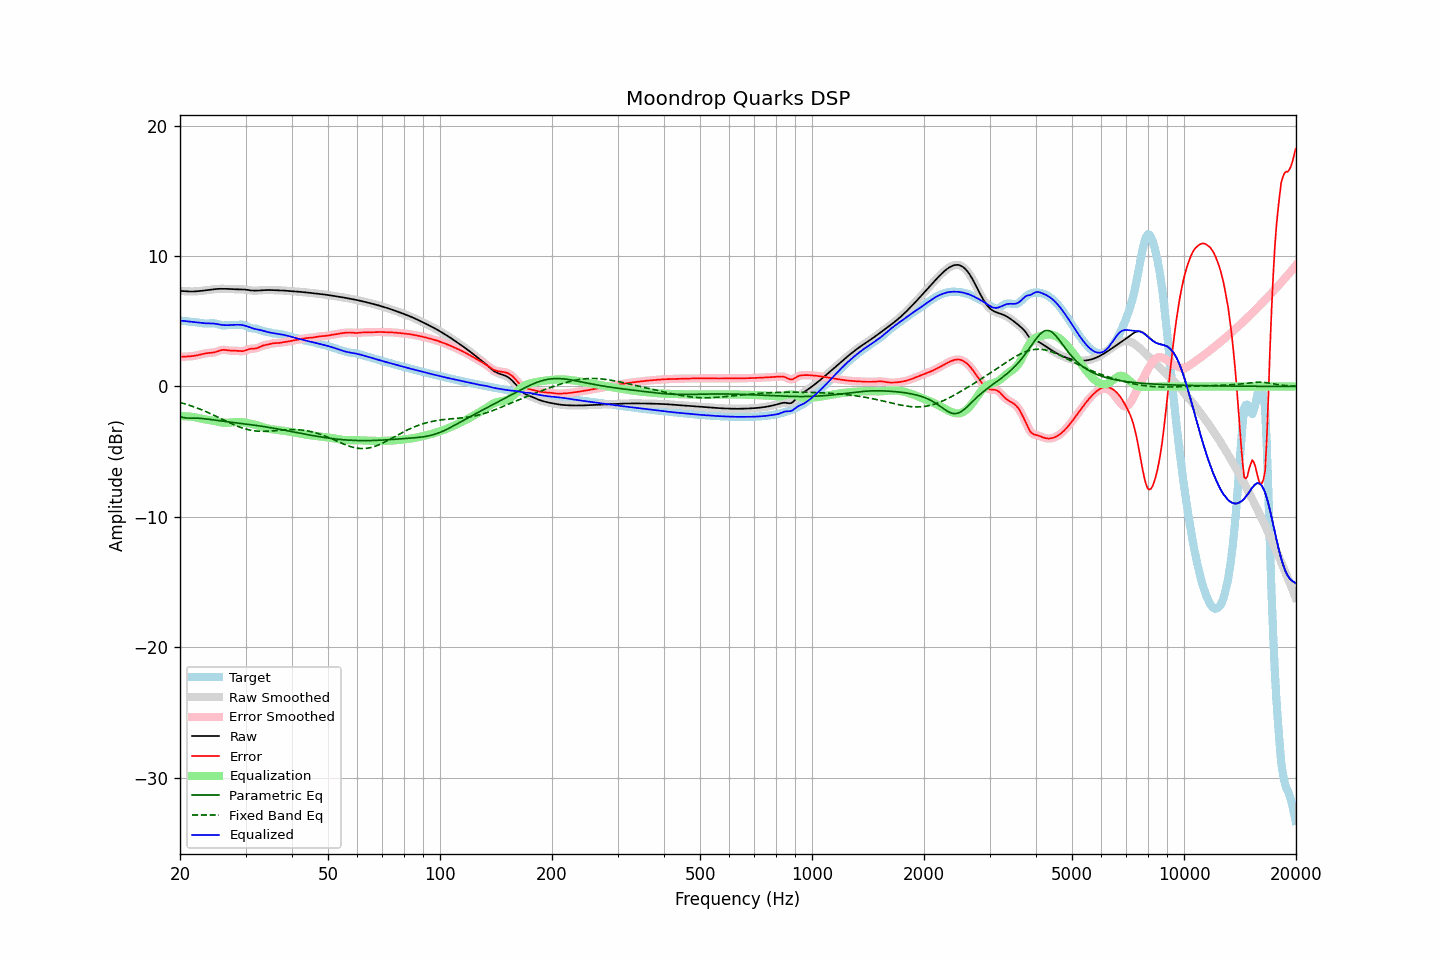 Moondrop Quarks DSP
Amplitude (dBr)
20
10
0
−10
−20
−30
Target
Raw Smoothed
Error Smoothed
Raw
Error
Equalization
Parametric Eq
Fixed Band Eq
Equalized
20 50 100 200 500 1000 2000 5000 10000 20000
Frequency (Hz)